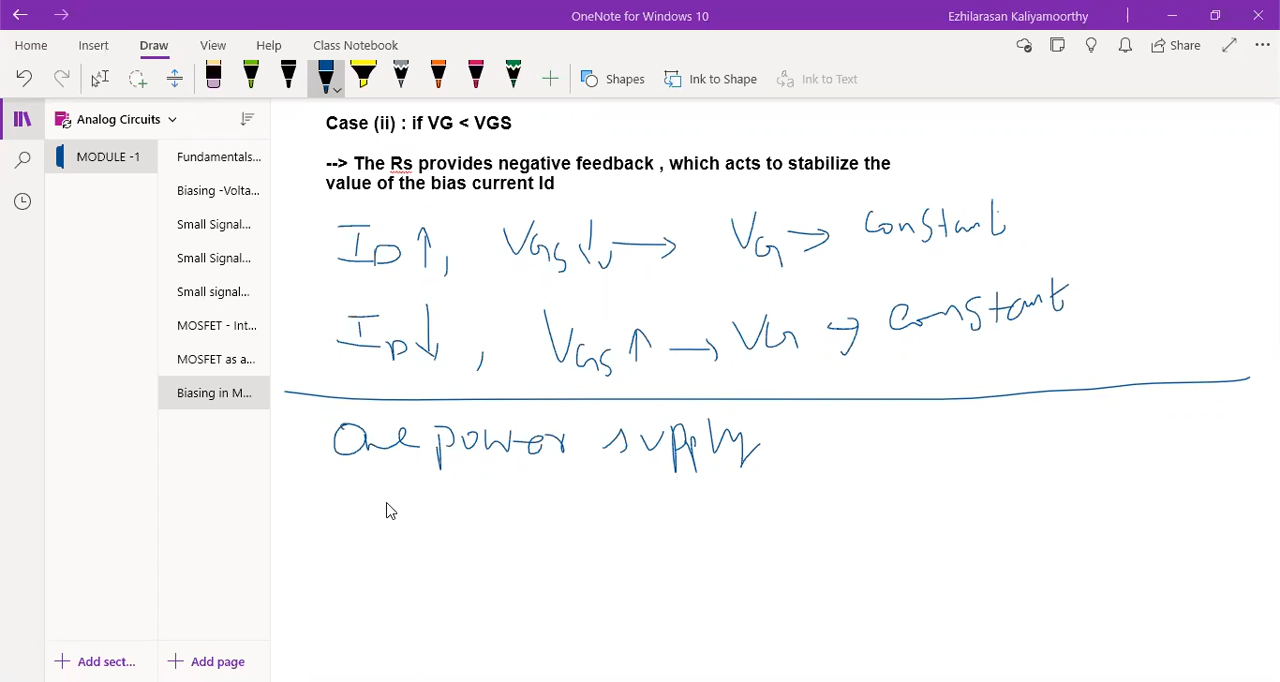 OneNote for Windows 10
Ezhilarasan Kaliyamoorthy
Home Insert Draw View Help Class Notebook Share
Shapes Ink to Shape Ink to Text
Analog Circuits
MODULE -1
Fundamentals...
Biasing -Volta...
Small Signal...
Small Signal...
Small signal...
MOSFET - Int...
MOSFET as a...
Biasing in M...
Add sect...
Add page
Case (ii) : if VG < VGS
--> The Rs provides negative feedback , which acts to stabilize the
value of the bias current Id
ID ↑, VGS ↓ → VG → constant
ID ↓, VGS ↑ → VG → constant
One power supply